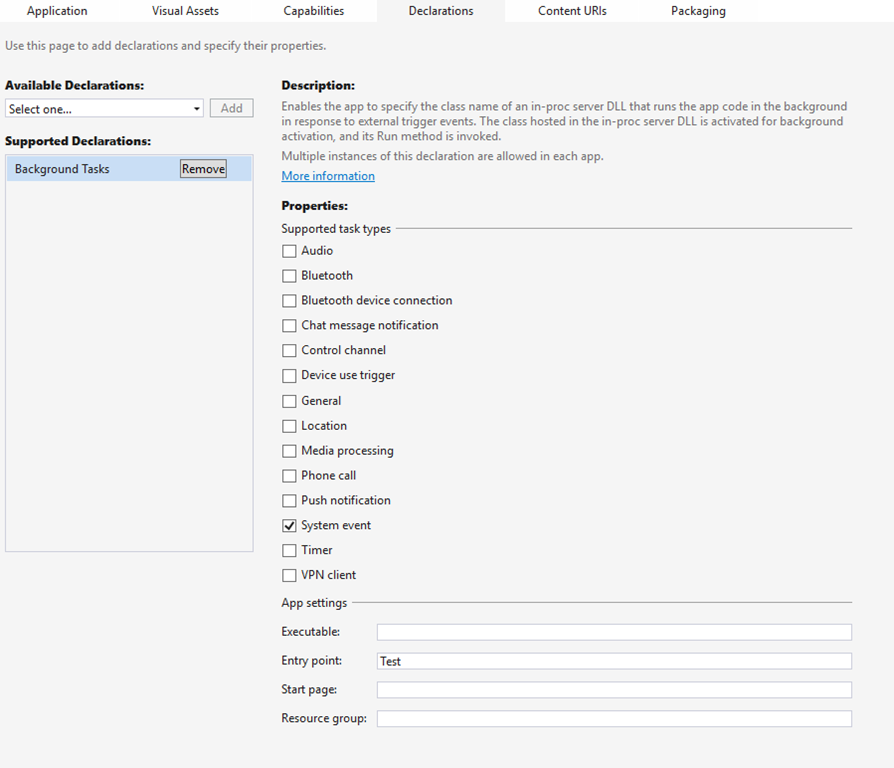 Application Visual Assets Capabilities Declarations Content URIs Packaging
Use this page to add declarations and specify their properties.
Available Declarations:
Select one...
Add
Supported Declarations:
Background Tasks
Remove
Description:
Enables the app to specify the class name of an in-proc server DLL that runs the app code in the background
in response to external trigger events. The class hosted in the in-proc server DLL is activated for background
activation, and its Run method is invoked.
Multiple instances of this declaration are allowed in each app.
More information
Properties:
Supported task types
Audio
Bluetooth
Bluetooth device connection
Chat message notification
Control channel
Device use trigger
General
Location
Media processing
Phone call
Push notification
System event
Timer
VPN client
App settings
Executable:
Entry point: Test
Start page:
Resource group: